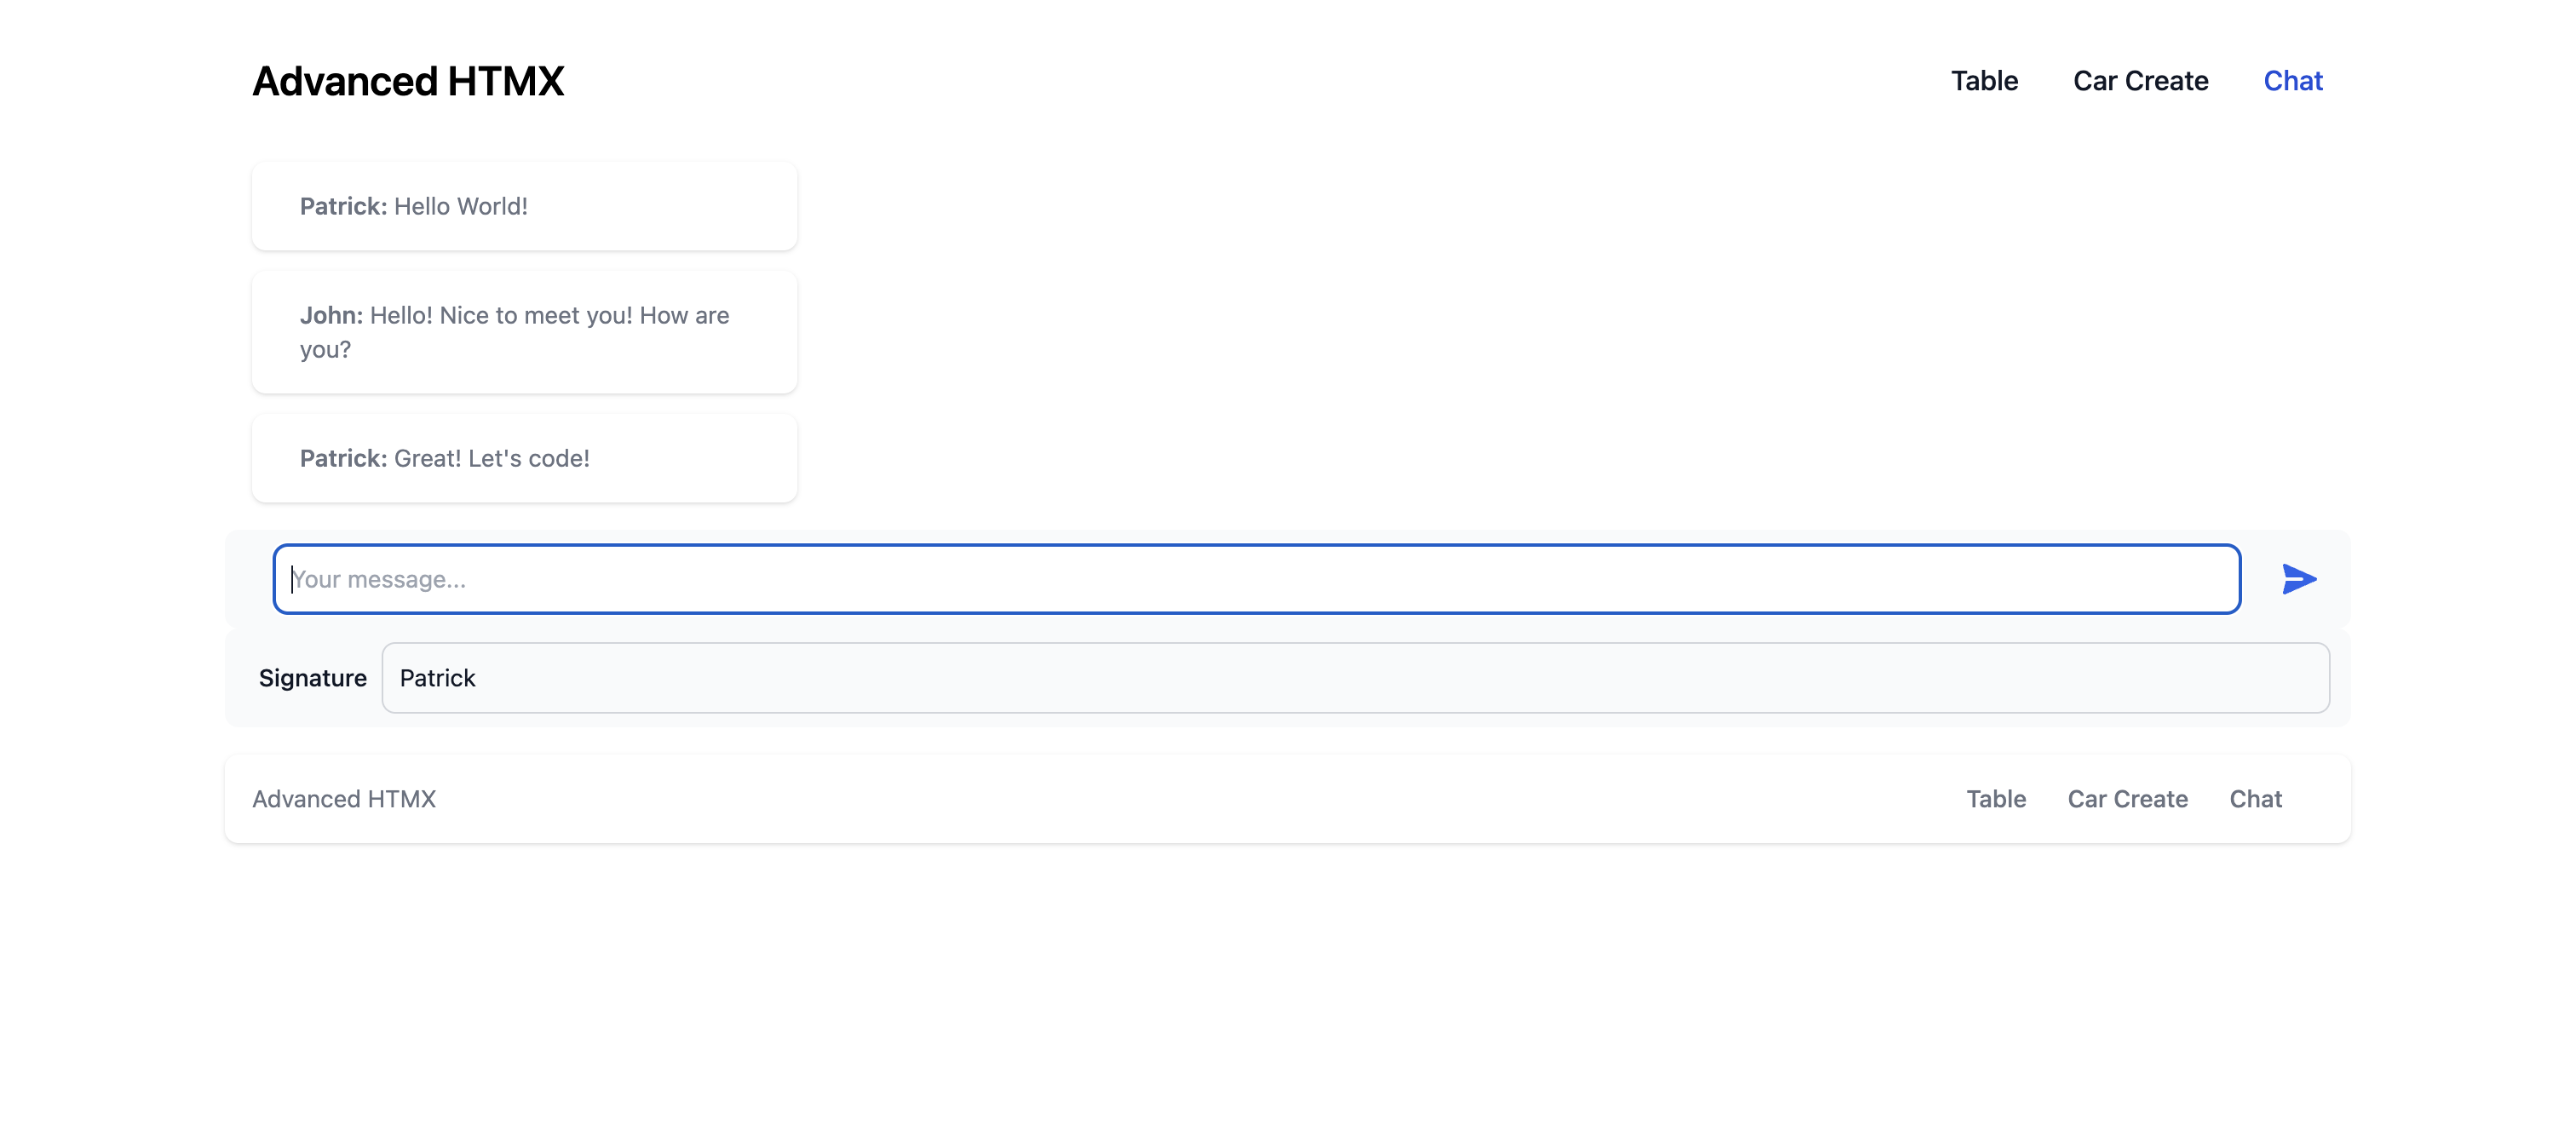 Advanced HTMX
Table
Car Create
Chat
Patrick: Hello World!
John: Hello! Nice to meet you! How are
you?
Patrick: Great! Let's code!
Your message...
Signature
Patrick
Advanced HTMX
Table
Car Create
Chat